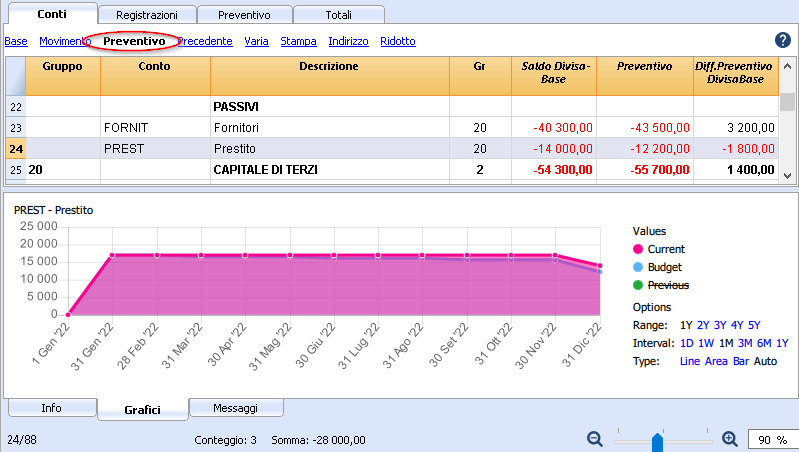 Conti Registrazioni Preventivo Totali
Base Movimento Preventivo Precedente Varia Stampa Indirizzo Ridotto ?
Gruppo Conto Descrizione Gr Saldo Divisa- Preventivo Diff.Preventivo
Base DivisaBase
22 PASSIVI
23 FORNIT Fornitori 20 -40 300,00 -43 500,00 3 200,00
24 PREST Prestito 20 -14 000,00 -12 200,00 -1 800,00
25 20 CAPITALE DI TERZI 2 -54 300,00 -55 700,00 1 400,00
PREST - Prestito
25 000
20 000
15 000
10 000
5 000
0
1 Gen '22 31 Gen '22 28 Feb '22 31 Mar '22 30 Apr '22 31 Mag '22 30 Giu '22 31 Lug '22 31 Ago '22 30 Set '22 31 Ott '22 30 Nov '22 31 Dic '22
Values
Current
Budget
Previous
Options
Range: 1Y 2Y 3Y 4Y 5Y
Interval: 1D 1W 1M 3M 6M 1Y
Type: Line Area Bar Auto
Info Grafici Messaggi
24/88 Conteggio: 3 Somma: -28 000,00 90 %